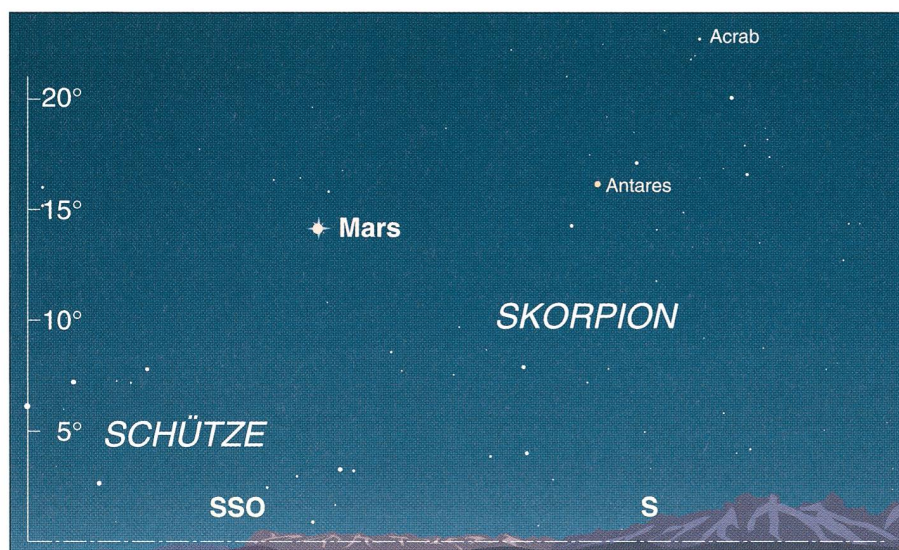 Acrab
20°
Antares
15°
Mars
10°
SKORPION
5°
SCHÜTZE
SSO
S